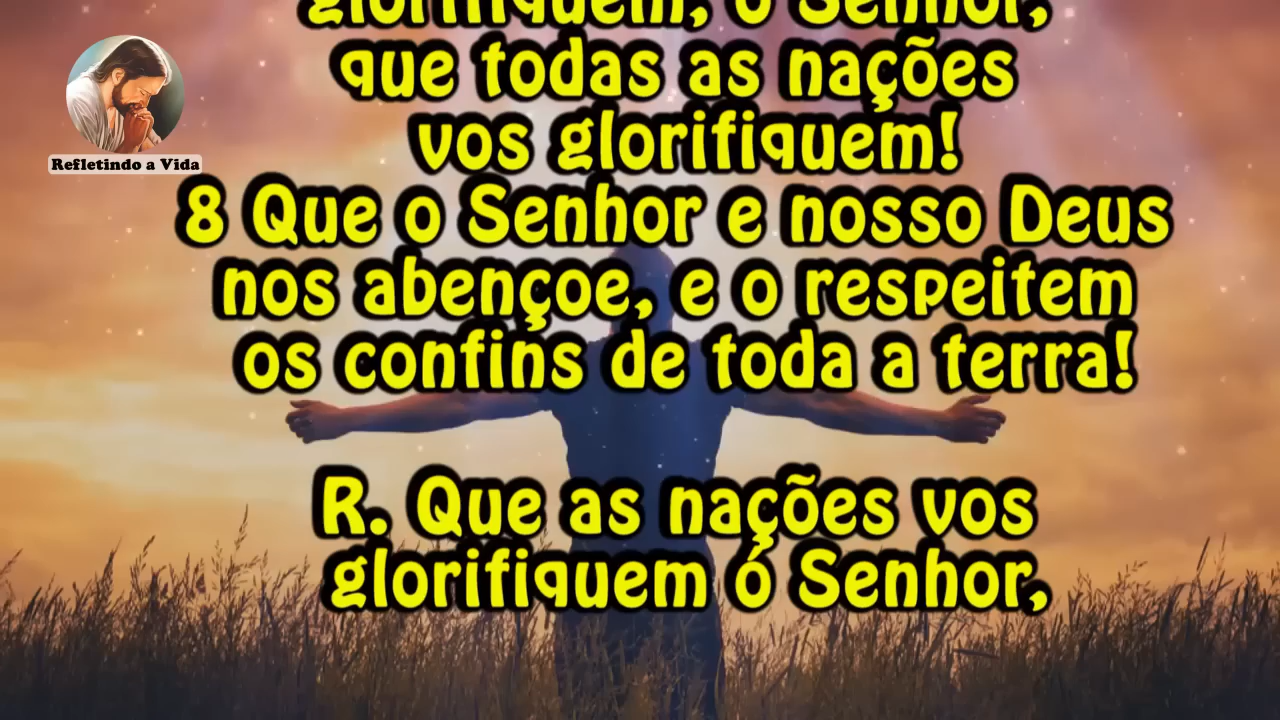 glorifiquem, ó Senhor,
que todas as nações
vos glorifiquem!
8 Que o Senhor e nosso Deus
nos abençoe, e o respeitem
os confins de toda a terra!
R. Que as nações vos
glorifiquem ó Senhor,
Refletindo a Vida